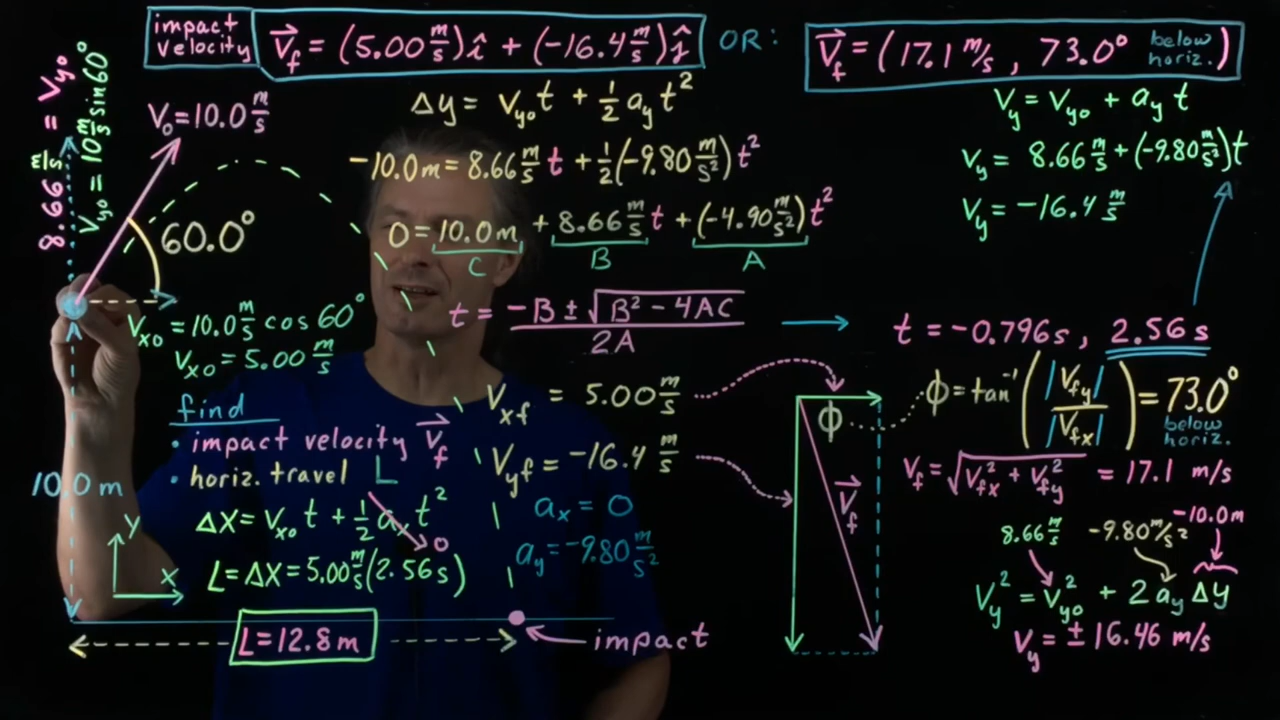 impact velocity
V⃗f = (5.00 m/s) î + (-16.4 m/s) ĵ
OR:
V⃗f = (17.1 m/s, 73.0° below horiz.)
8.66 m/s = Vy0
Vy0 = 10 m/s sin60°
V0 = 10.0 m/s
60.0°
Vx0 = 10.0 m/s cos 60°
Vx0 = 5.00 m/s
Δy = Vy0 t + ½ ay t²
-10.0m = 8.66 m/s t + ½(-9.80 m/s²) t²
0 = 10.0m + 8.66 m/s t + (-4.90 m/s²) t²
C B A
t = (-B ± √(B² - 4AC)) / 2A
t = -0.796s, 2.56 s
Vy = Vy0 + ay t
Vy = 8.66 m/s + (-9.80 m/s²) t
Vy = -16.4 m/s
find
• impact velocity V⃗f
• horiz. travel L
ΔX = Vx0 t + ½ ax t²
0
L = ΔX = 5.00 m/s (2.56 s)
L = 12.8 m
10.0 m
y
x
impact
Vxf = 5.00 m/s
Vyf = -16.4 m/s
ax = 0
ay = -9.80 m/s²
ϕ
V⃗f
ϕ = tan⁻¹(|Vfy| / |Vfx|) = 73.0°
below horiz.
Vf = √(Vfx² + Vfy²) = 17.1 m/s
8.66 m/s -9.80 m/s² -10.0m
Vy² = Vy0² + 2 ay Δy
Vy = ± 16.46 m/s